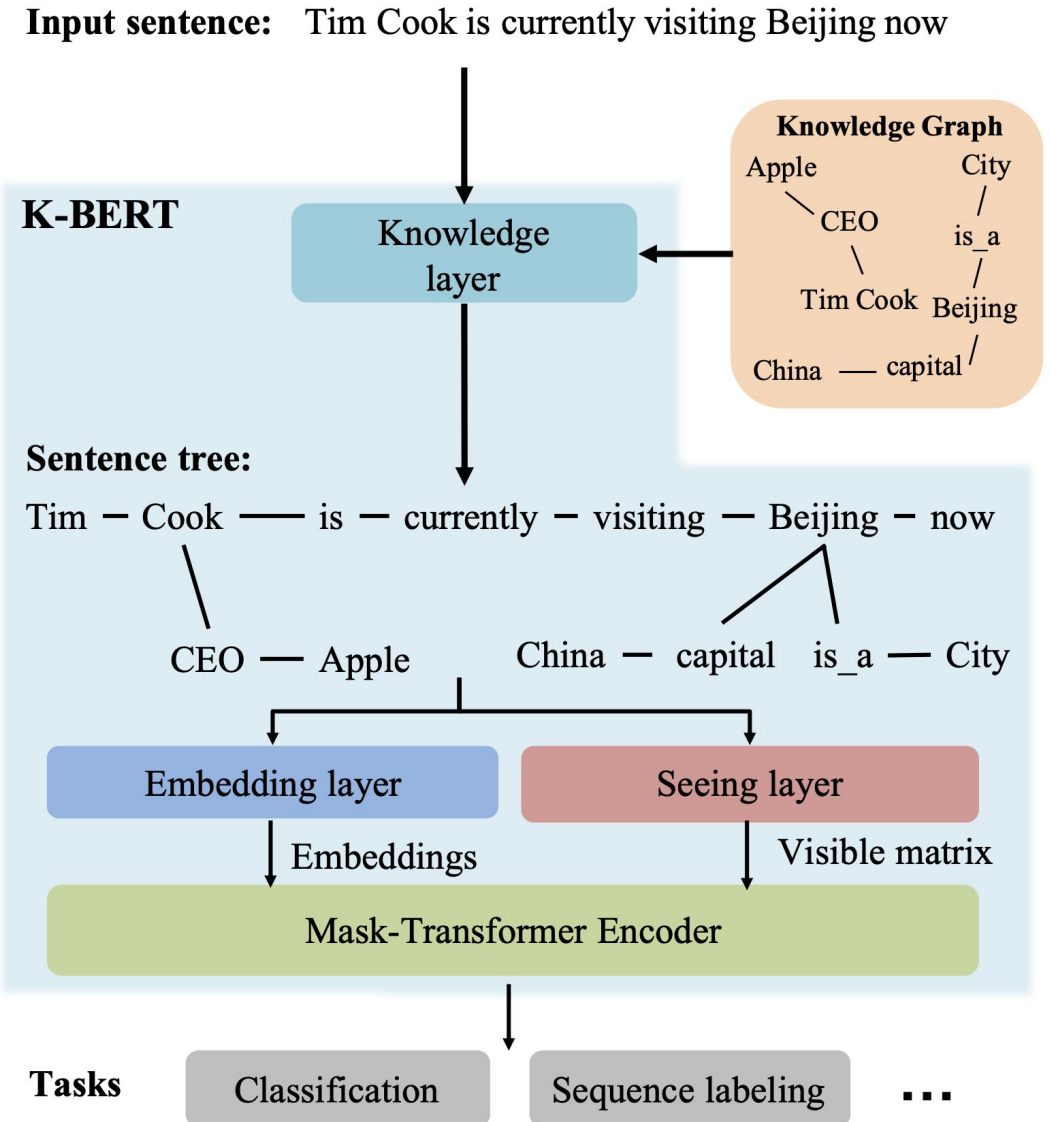 Input sentence: Tim Cook is currently visiting Beijing now
Knowledge Graph
Apple
City
CEO
is_a
Tim Cook
Beijing
China
capital
K-BERT
Knowledge
layer
Sentence tree:
Tim Cook is currently visiting Beijing now
CEO Apple China capital is_a City
Embedding layer
Seeing layer
Embeddings
Visible matrix
Mask-Transformer Encoder
Tasks
Classification
Sequence labeling
...